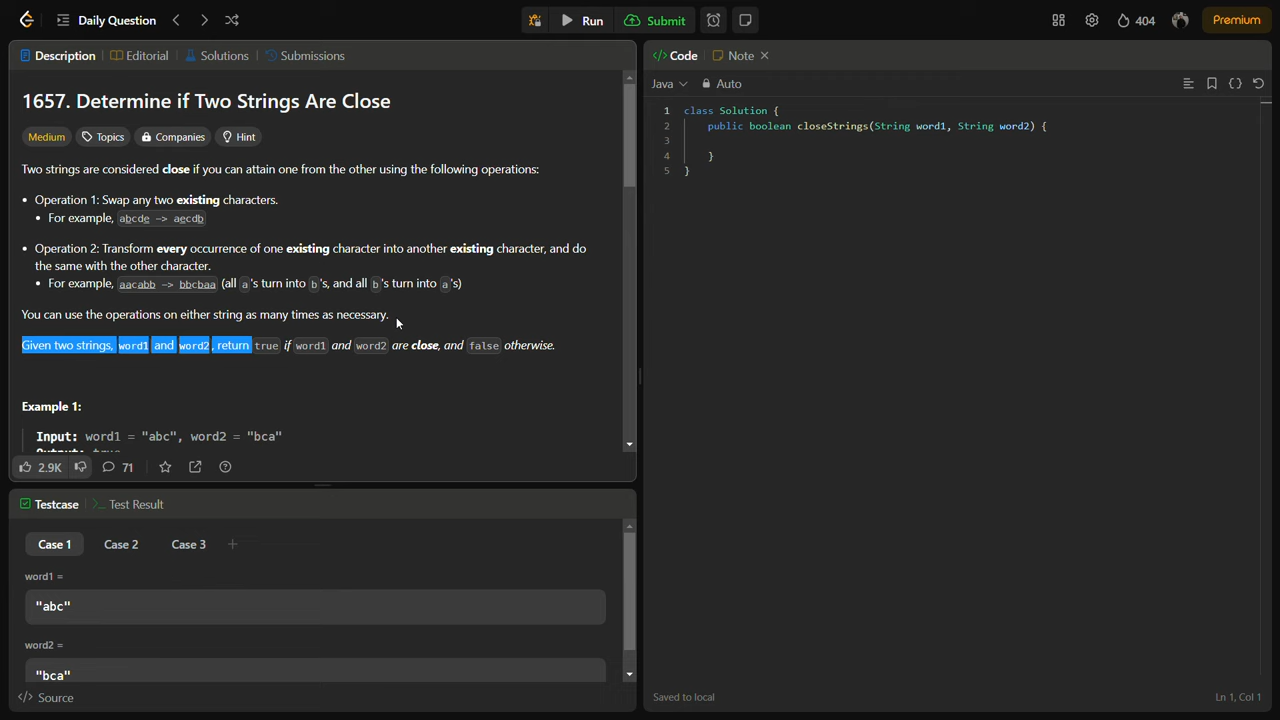 Daily Question
Run
Submit
404
Premium
Description
Editorial
Solutions
Submissions
1657. Determine if Two Strings Are Close
Medium
Topics
Companies
Hint
Two strings are considered close if you can attain one from the other using the following operations:
• Operation 1: Swap any two existing characters.
• For example, abcde -> aecdb
• Operation 2: Transform every occurrence of one existing character into another existing character, and do
the same with the other character.
• For example, aacabb -> bbcbaa (all a's turn into b's, and all b's turn into a's)
You can use the operations on either string as many times as necessary.
Given two strings, word1 and word2, return true if word1 and word2 are close, and false otherwise.
Example 1:
Input: word1 = "abc", word2 = "bca"
Output: true
2.9K
71
Testcase
Test Result
Case 1
Case 2
Case 3
word1 =
"abc"
word2 =
"bca"
</> Source
</> Code
Note
Java
Auto
1 class Solution {
2 public boolean closeStrings(String word1, String word2) {
3
4 }
5 }
Saved to local
Ln 1, Col 1